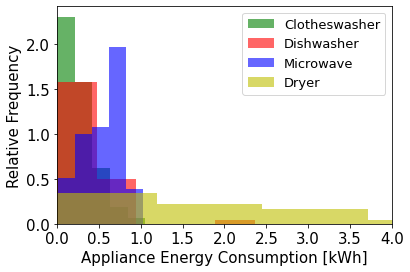 Clotheswasher
Dishwasher
Microwave
Dryer
Relative Frequency
2.0
1.5
1.0
0.5
0.0
0.0 0.5 1.0 1.5 2.0 2.5 3.0 3.5 4.0
Appliance Energy Consumption [kWh]